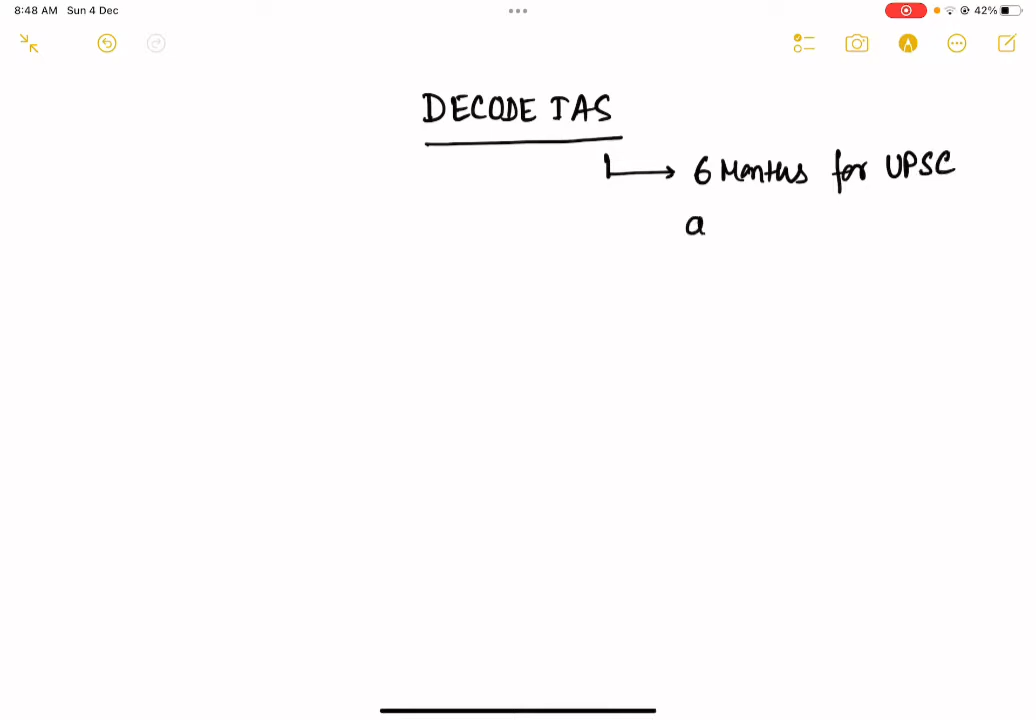 8:48 AM Sun 4 Dec
42%
DECODE IAS
6 Months for UPSC
a